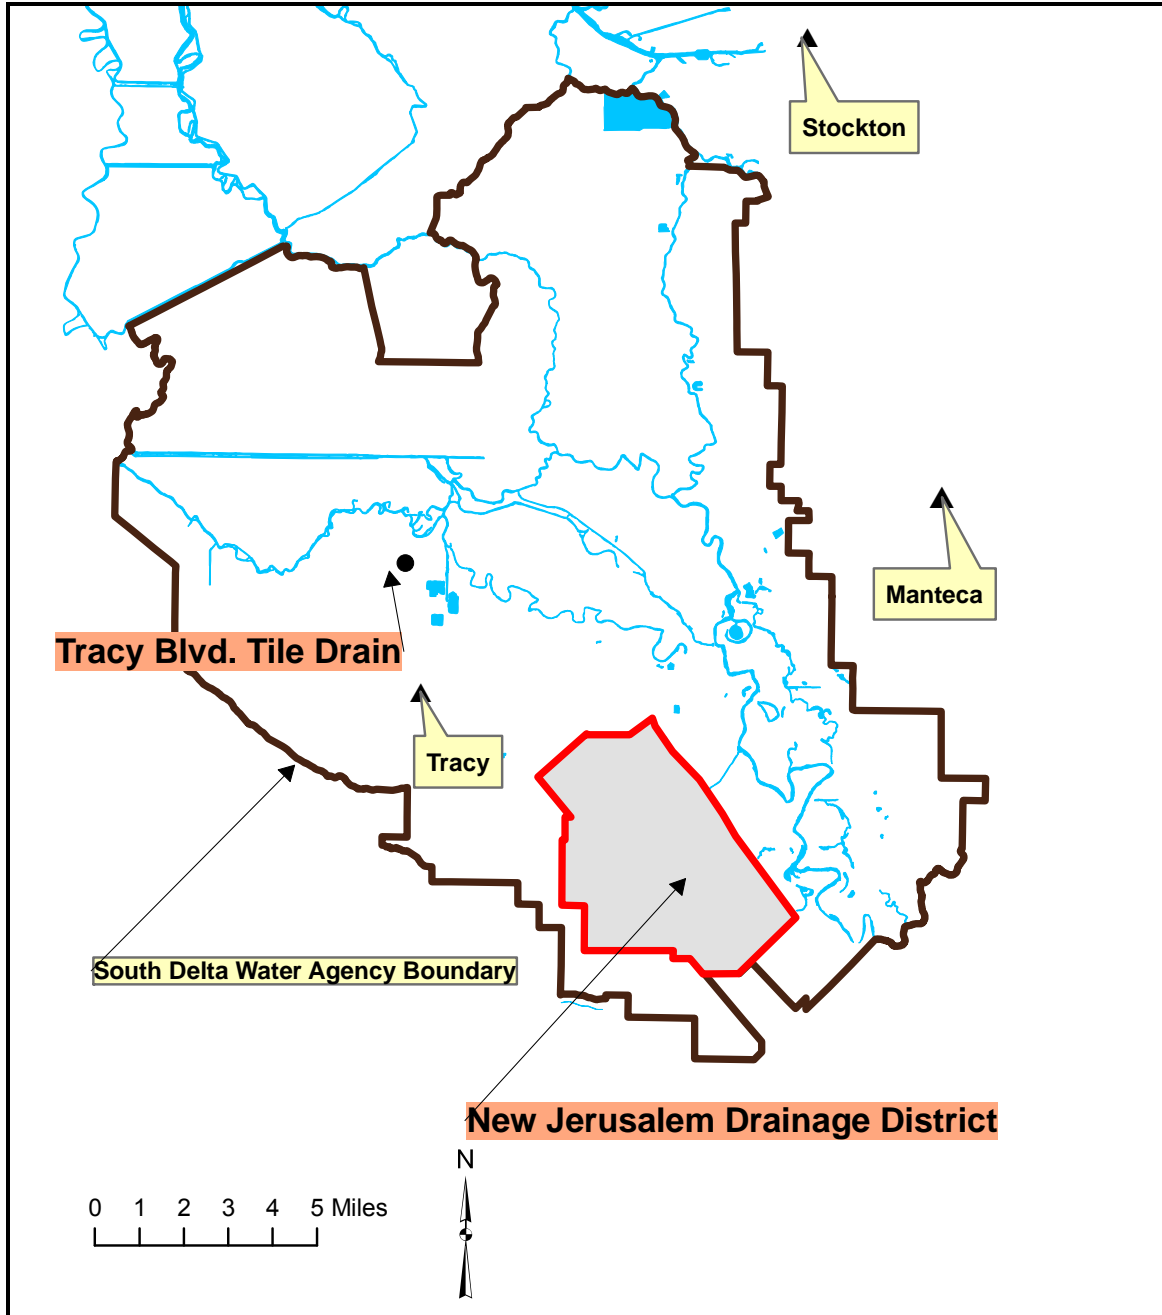 Stockton
Manteca
Tracy Blvd. Tile Drain
Tracy
South Delta Water Agency Boundary
New Jerusalem Drainage District
N
0 1 2 3 4 5 Miles